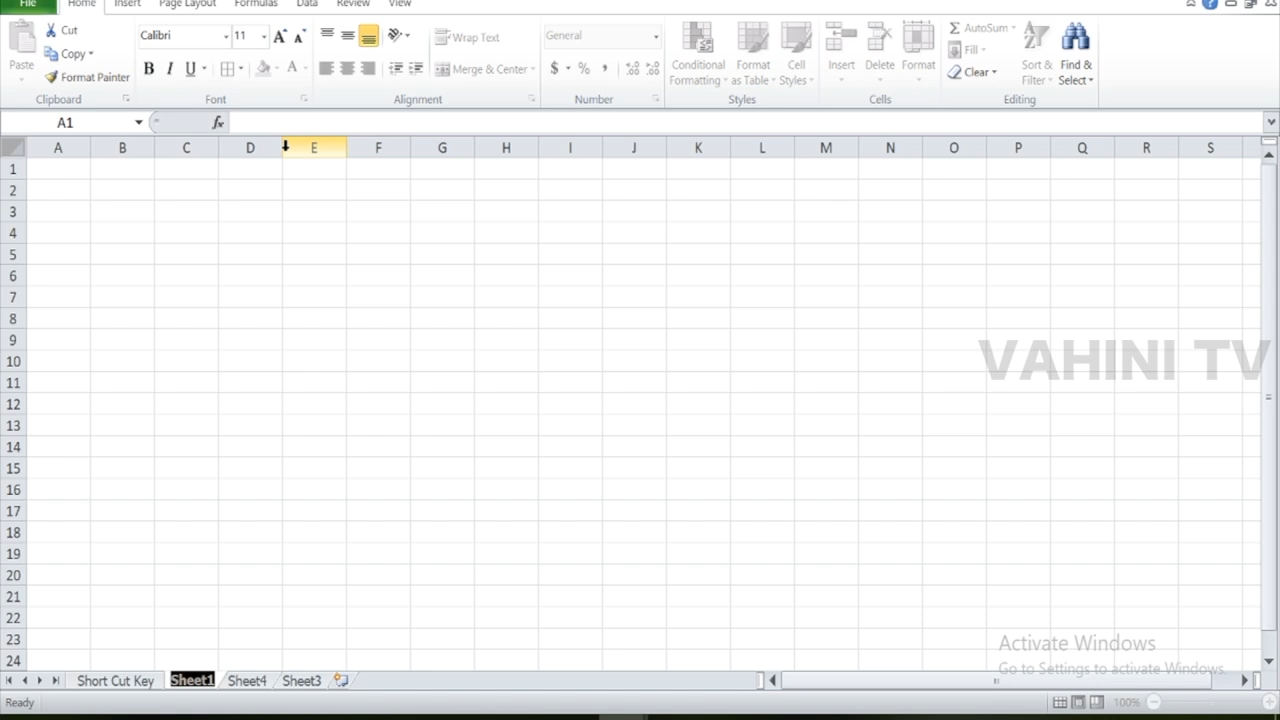 File Home Insert Page Layout Formulas Data Review View
Cut
Copy
Format Painter
Paste
Clipboard
Calibri 11
B I U
Font
Wrap Text
Merge & Center
Alignment
General
$ % ,
Number
Conditional Formatting
Format as Table
Cell Styles
Styles
Insert Delete Format
Cells
AutoSum
Fill
Clear
Sort & Filter
Find & Select
Editing
A1 fx
A B C D E F G H I J K L M N O P Q R S
1
2
3
4
5
6
7
8
9
10
11
12
13
14
15
16
17
18
19
20
21
22
23
24
VAHINI TV
Activate Windows
Go to Settings to activate Windows.
Short Cut Key Sheet1 Sheet4 Sheet3
Ready 100%